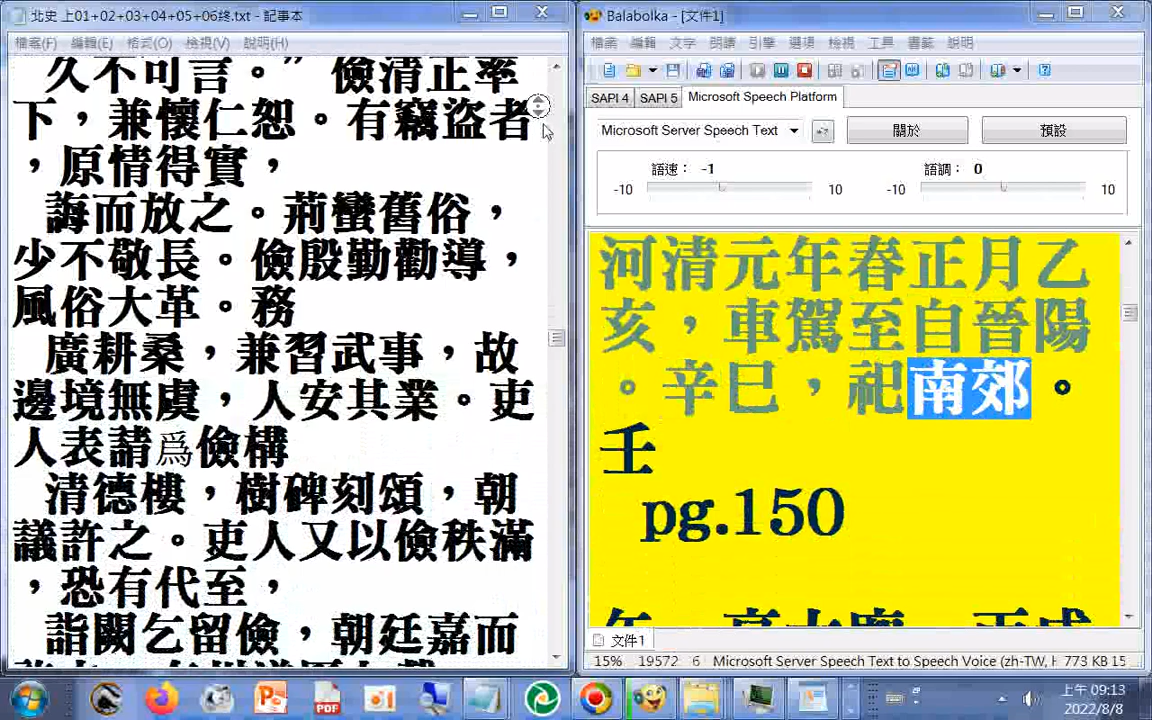 北史 上01+02+03+04+05+06终.txt - 記事本
檔案(F) 編輯(E) 格式(O) 檢視(V) 說明(H)
久不可言。” 儉清正率
下，兼懷仁恕。有竊盜者
，原情得實，
誨而放之。荊蠻舊俗，
少不敬長。儉殷勤勸導，
風俗大革。務
廣耕桑，兼習武事，故
邊境無虞，人安其業。吏
人表請爲儉構
清德樓，樹碑刻頌，朝
議許之。吏人又以儉秩滿
，恐有代至，
詣闕乞留儉，朝廷嘉而
Balabolka - [文件1]
檔案 編輯 文字 閱讀 引擎 選項 檢視 工具 書籤 說明
SAPI 4 SAPI 5 Microsoft Speech Platform
Microsoft Server Speech Text 關於 預設
語速： -1 語調： 0
-10 10 -10 10
河清元年春正月乙
亥，車駕至自晉陽
。辛巳，祀南郊。
壬
pg.150
文件1
15% 19572 6 Microsoft Server Speech Text to Speech Voice (zh-TW, H 773 KB 15
PDF
上午 09:13
2022/8/8